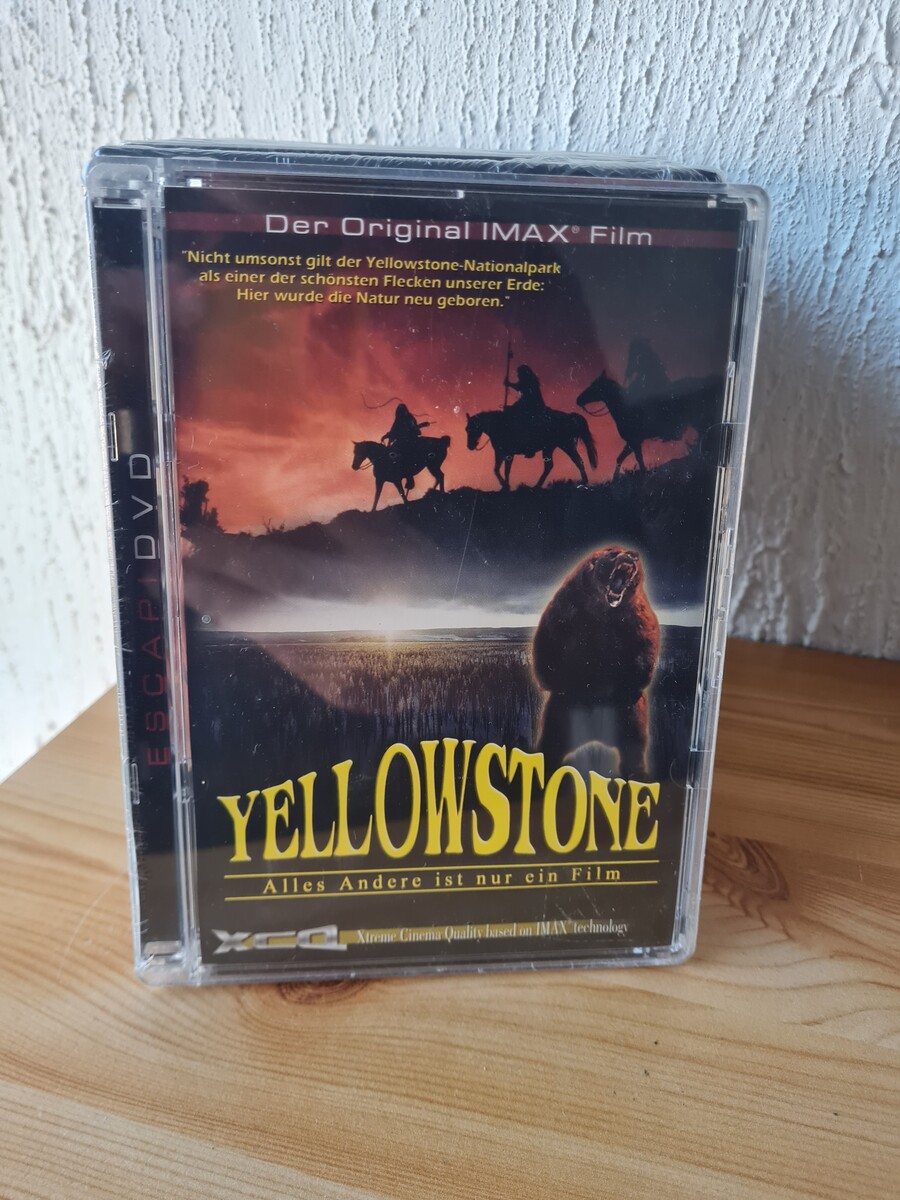 Der Original IMAX® Film
"Nicht umsonst gilt der Yellowstone-Nationalpark
als einer der schönsten Flecken unserer Erde:
Hier wurde die Natur neu geboren."
ESCAPI DVD
®
YELLOWSTONE
Alles Andere ist nur ein Film
XCQ Xtreme Cinema Quality based on IMAX® technology